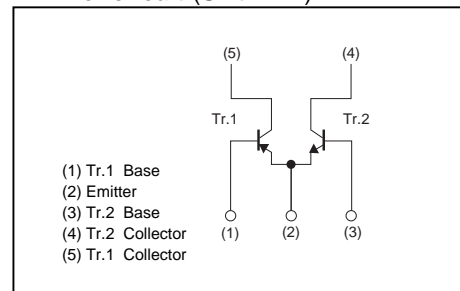 (5) (4)
Tr.1 Tr.2
(1) Tr.1 Base
(2) Emitter
(3) Tr.2 Base
(4) Tr.2 Collector
(5) Tr.1 Collector
(1) (2) (3)